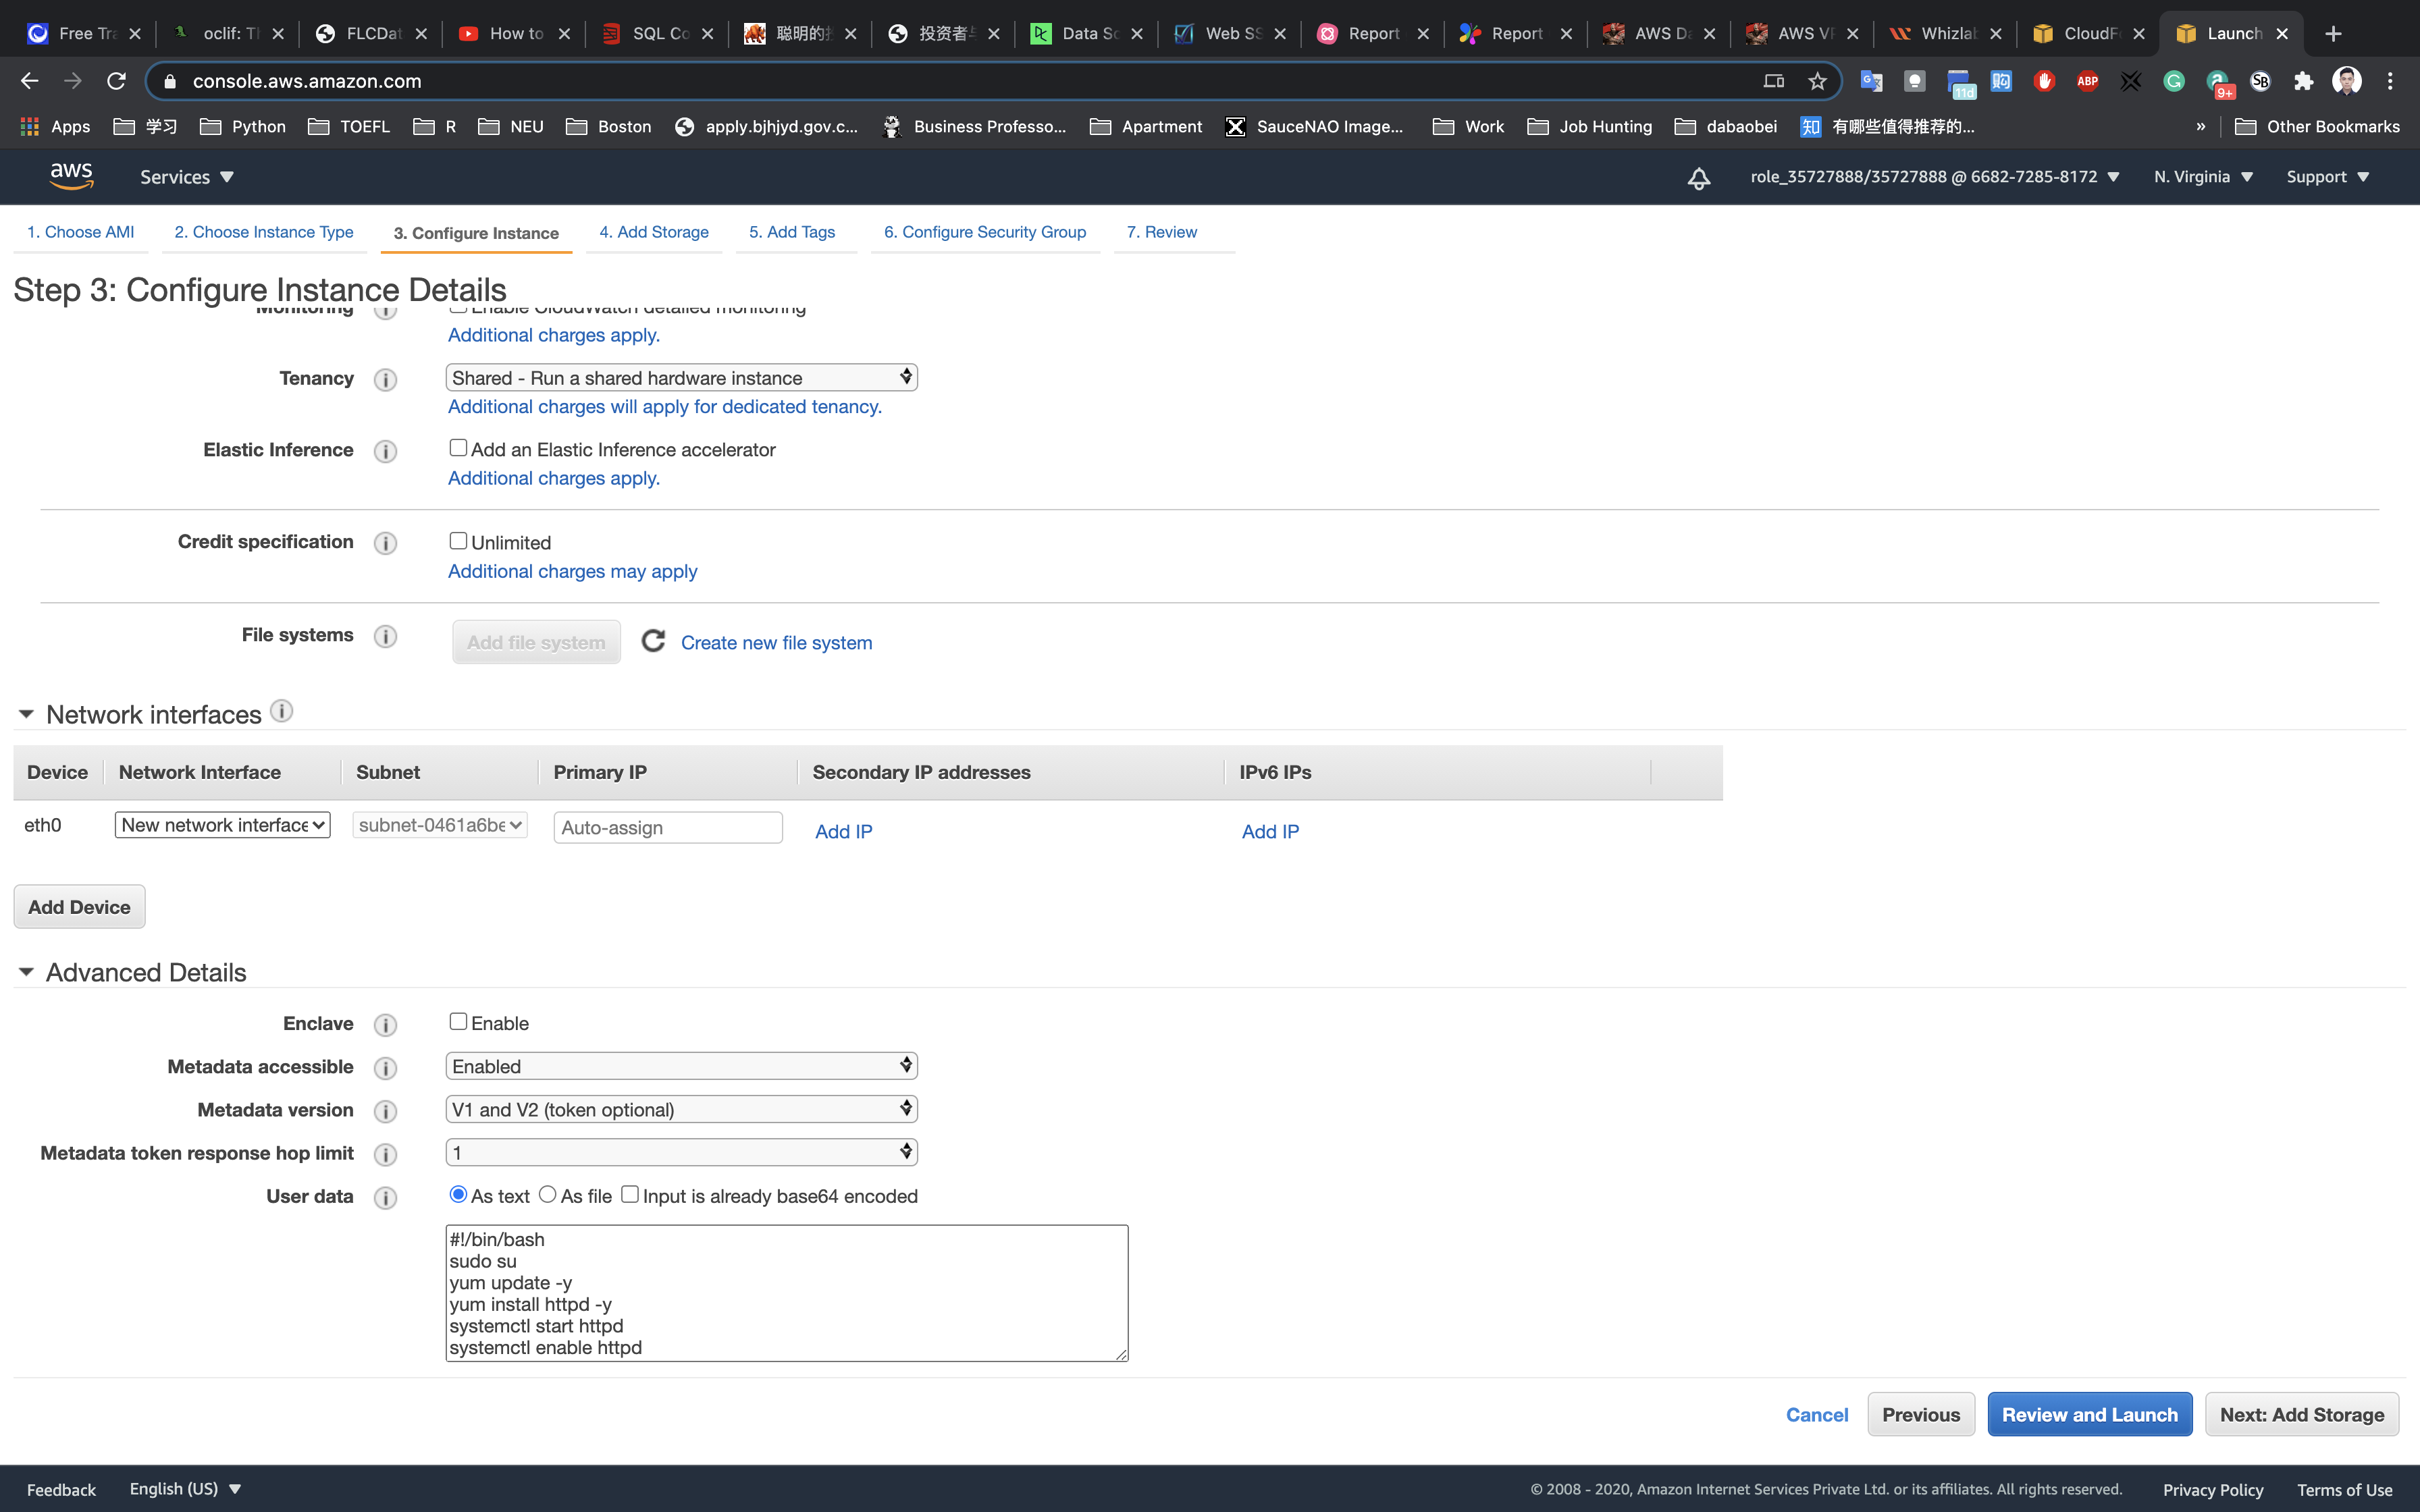 Free Tra
oclif: Th
FLCDat
How to
SQL Co
聪明的投
投资者与
Data Sc
Web SS
Report
Report
AWS Da
AWS VP
Whizlab
CloudFo
Launch
console.aws.amazon.com
11d
ABP
9+
SB
Apps
学习
Python
TOEFL
R
NEU
Boston
apply.bjhjyd.gov.c...
Business Professo...
Apartment
SauceNAO Image...
Work
Job Hunting
dabaobei
知 有哪些值得推荐的...
»
Other Bookmarks
aws
Services
role_35727888/35727888 @ 6682-7285-8172
N. Virginia
Support
1. Choose AMI
2. Choose Instance Type
3. Configure Instance
4. Add Storage
5. Add Tags
6. Configure Security Group
7. Review
Step 3: Configure Instance Details
Monitoring
Enable CloudWatch detailed monitoring
Additional charges apply.
Tenancy
Shared - Run a shared hardware instance
Additional charges will apply for dedicated tenancy.
Elastic Inference
Add an Elastic Inference accelerator
Additional charges apply.
Credit specification
Unlimited
Additional charges may apply
File systems
Add file system
Create new file system
Network interfaces
Device
Network Interface
Subnet
Primary IP
Secondary IP addresses
IPv6 IPs
eth0
New network interface
subnet-0461a6be
Auto-assign
Add IP
Add IP
Add Device
Advanced Details
Enclave
Enable
Metadata accessible
Enabled
Metadata version
V1 and V2 (token optional)
Metadata token response hop limit
1
User data
As text
As file
Input is already base64 encoded
#!/bin/bash
sudo su
yum update -y
yum install httpd -y
systemctl start httpd
systemctl enable httpd
Cancel
Previous
Review and Launch
Next: Add Storage
Feedback
English (US)
© 2008 - 2020, Amazon Internet Services Private Ltd. or its affiliates. All rights reserved.
Privacy Policy
Terms of Use